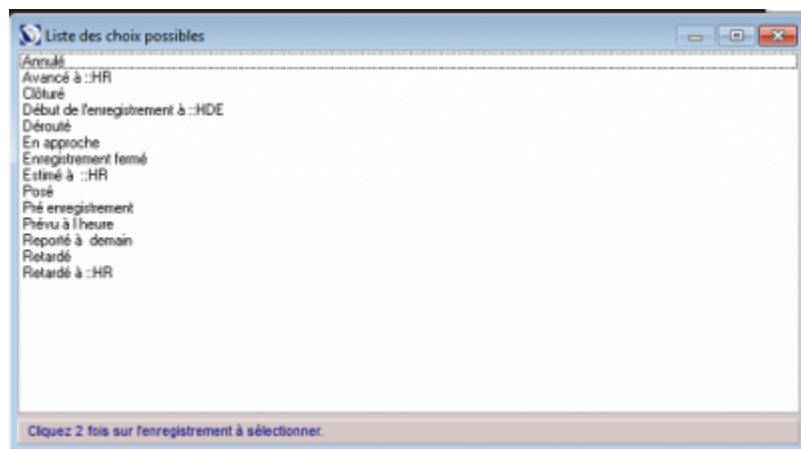 Liste des choix possibles
Annulé
Avancé à ::HR
Clôturé
Début de l'enregistrement à ::HDE
Dérouté
En approche
Enregistrement fermé
Estimé à ::HR
Posé
Pré enregistrement
Prévu à l heure
Reporté à demain
Retardé
Retardé à ::HR
Cliquez 2 fois sur l'enregistrement à sélectionner.